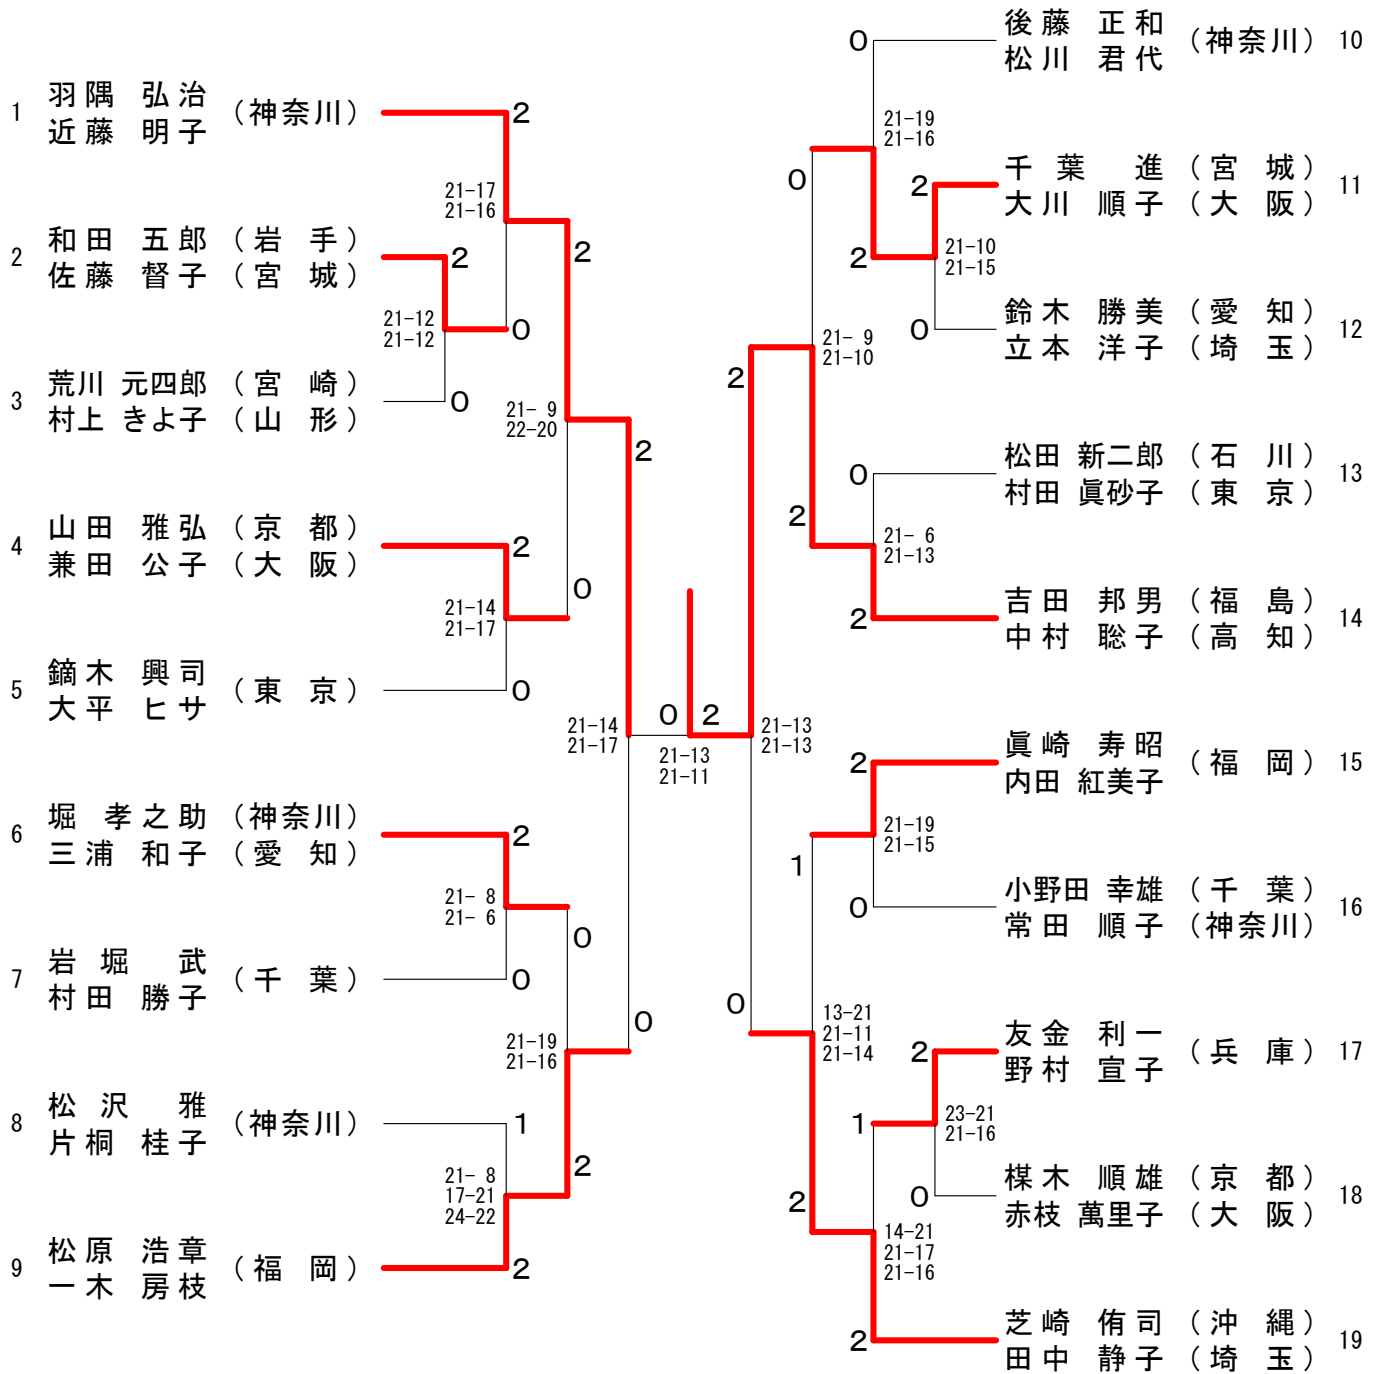 1 羽隅 弘治 (神奈川)
近藤 明子
2 和田 五郎 (岩 手)
佐藤 督子 (宮 城)
3 荒川 元四郎 (宮 崎)
村上 きよ子 (山 形)
4 山田 雅弘 (京 都)
兼田 公子 (大 阪)
5 鏑木 興司 (東 京)
大平 ヒサ
6 堀 孝之助 (神奈川)
三浦 和子 (愛 知)
7 岩堀 武 (千 葉)
村田 勝子
8 松沢 雅 (神奈川)
片桐 桂子
9 松原 浩章 (福 岡)
一木 房枝
2
21-17
21-16
0
2
21-12
21-12
0
2
21- 9
22-20
0
2
21-14
21-17
0
2
21-14
21-17
0
2
21- 8
21- 6
0
0
21-19
21-16
2
1
21- 8
17-21
24-22
2
0 2
21-13
21-11
2
21-13
21-13
0
0
21- 9
21-10
2
0
21-19
21-16
2
2
21-10
21-15
0
0
21- 6
21-13
2
2
21-19
21-15
0
1
13-21
21-11
21-14
2
2
23-21
21-16
0
1
14-21
21-17
21-16
2
後藤 正和 (神奈川) 10
松川 君代
千葉 進 (宮 城) 11
大川 順子 (大 阪)
鈴木 勝美 (愛 知) 12
立本 洋子 (埼 玉)
松田 新二郎 (石 川) 13
村田 眞砂子 (東 京)
吉田 邦男 (福 島) 14
中村 聡子 (高 知)
眞崎 寿昭 (福 岡) 15
内田 紅美子
小野田 幸雄 (千 葉) 16
常田 順子 (神奈川)
友金 利一 (兵 庫) 17
野村 宣子
楳木 順雄 (京 都) 18
赤枝 萬里子 (大 阪)
芝崎 侑司 (沖 縄) 19
田中 静子 (埼 玉)